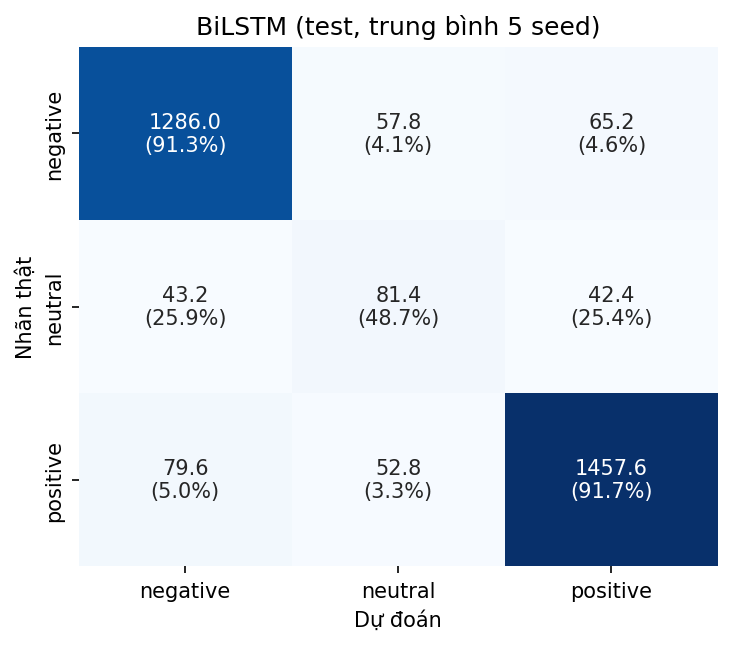 BiLSTM (test, trung bình 5 seed)
Nhãn thật
negative
1286.0
(91.3%)
57.8
(4.1%)
65.2
(4.6%)
neutral
43.2
(25.9%)
81.4
(48.7%)
42.4
(25.4%)
positive
79.6
(5.0%)
52.8
(3.3%)
1457.6
(91.7%)
negative
neutral
positive
Dự đoán